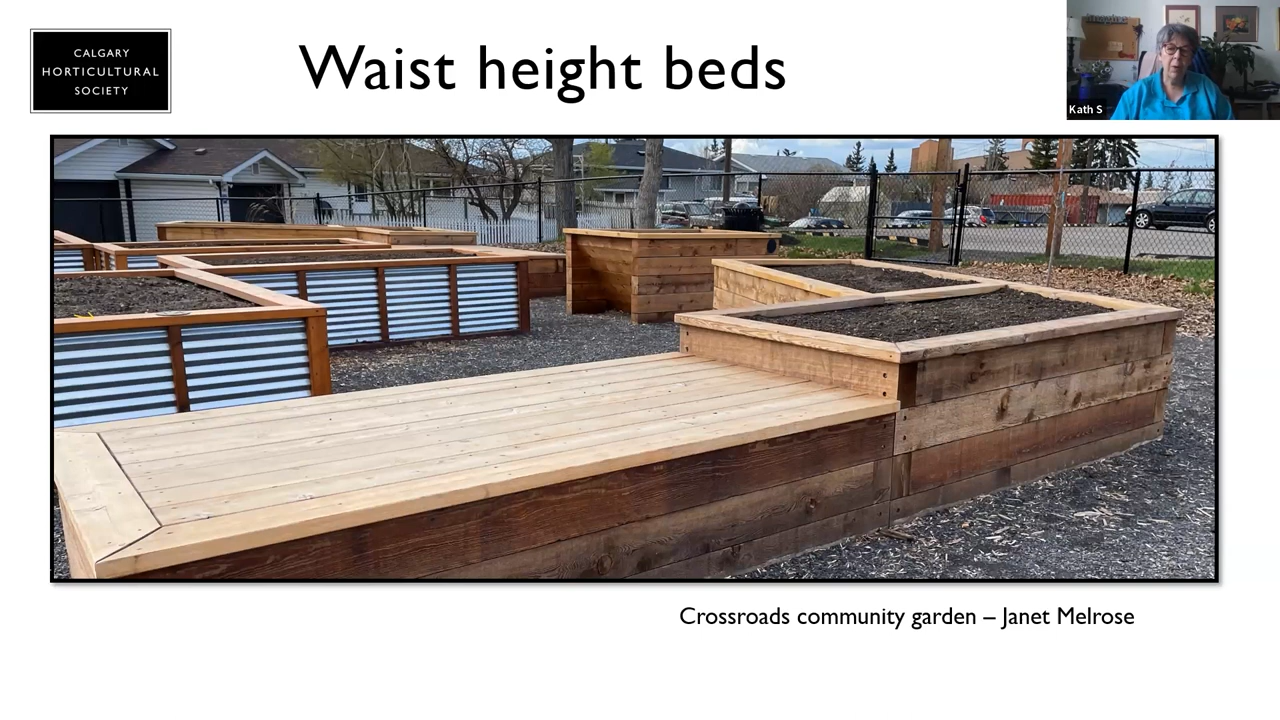 CALGARY
HORTICULTURAL
SOCIETY
Waist height beds
Kath S
Crossroads community garden – Janet Melrose